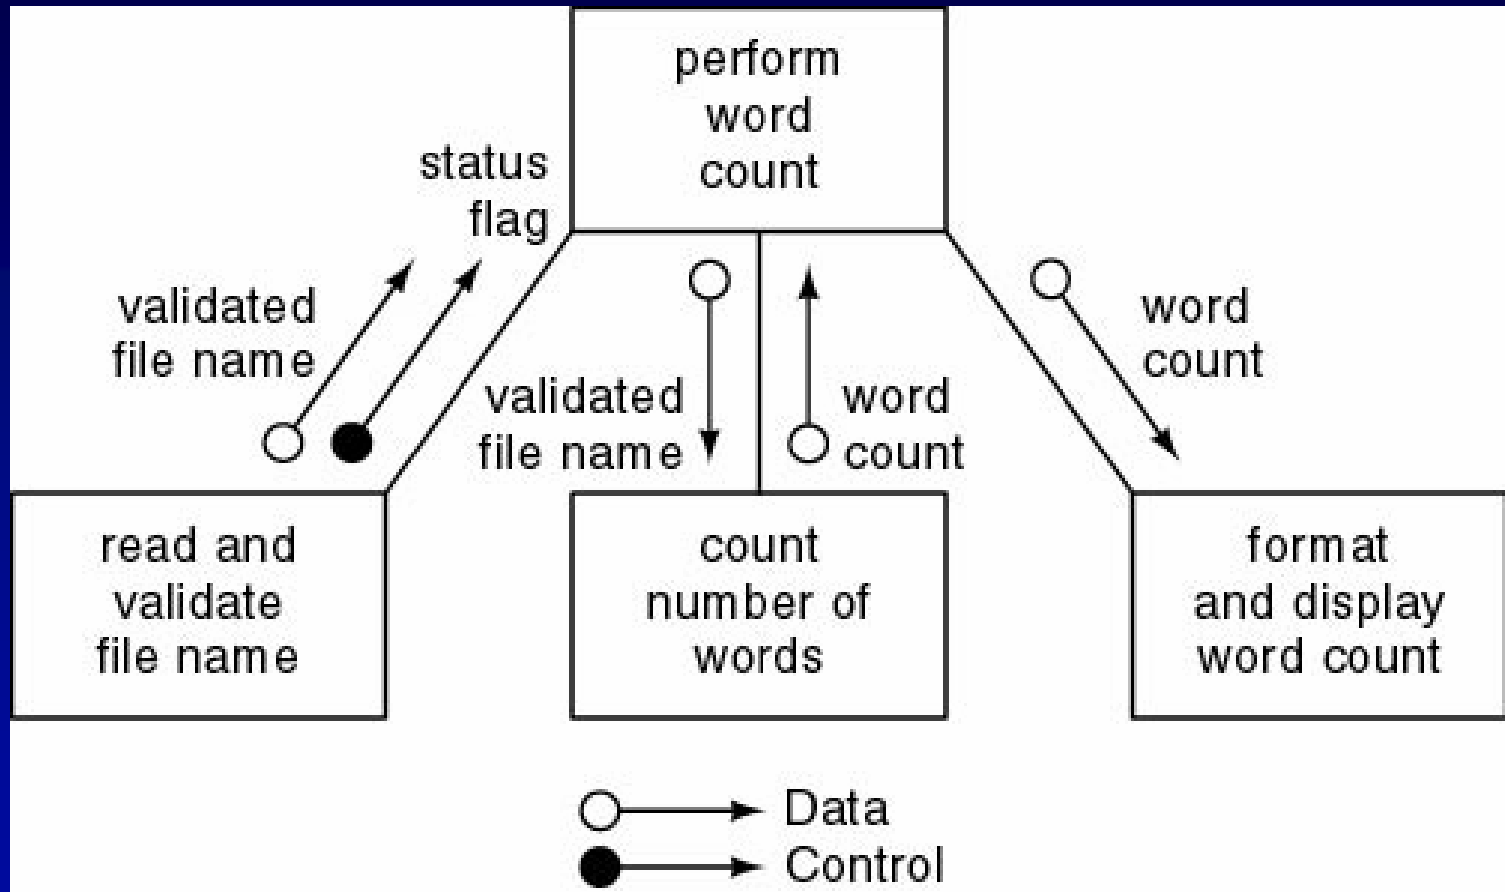 perform
word
count
status
flag
validated
file name
validated
file name
word
count
word
count
read and
validate
file name
count
number of
words
format
and display
word count
Data
Control